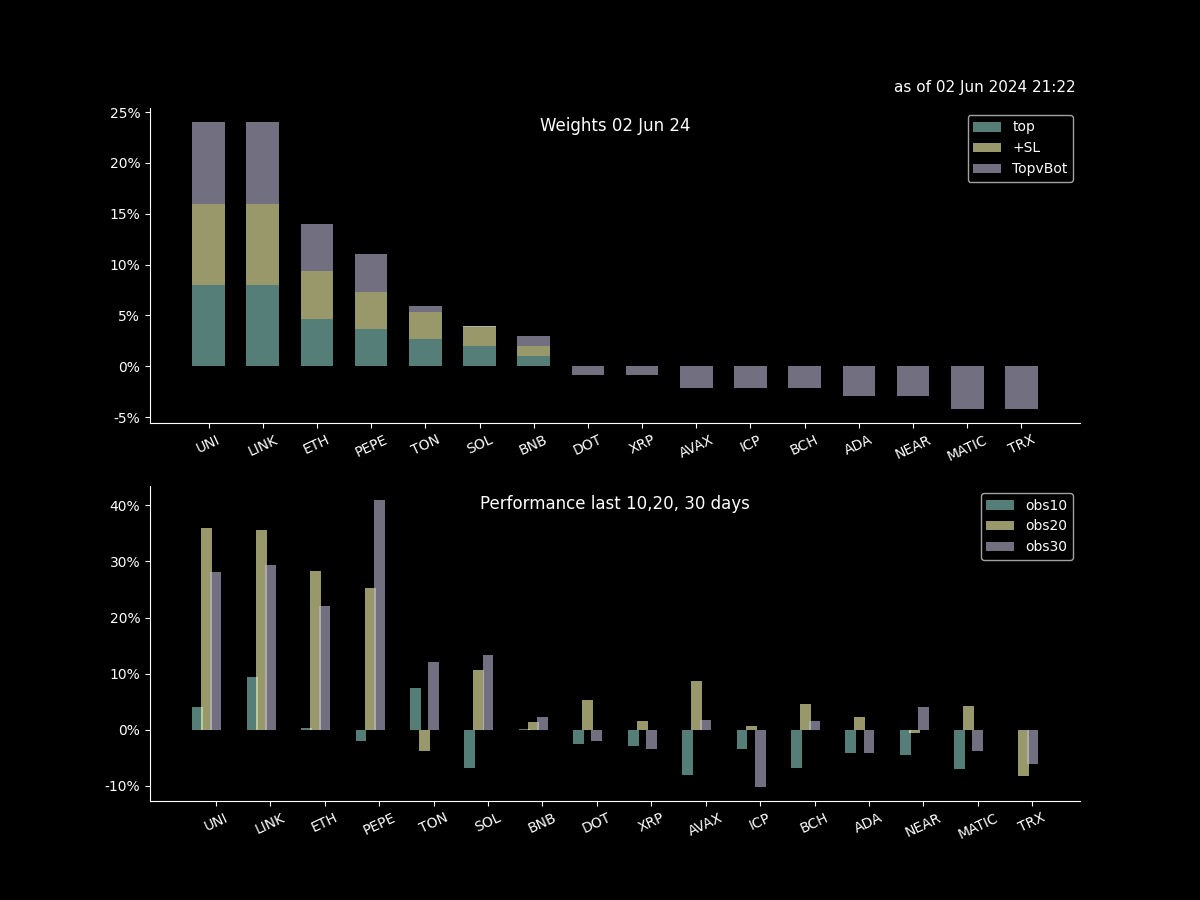 as of 02 Jun 2024 21:22
Weights 02 Jun 24
top
+SL
TopvBot
25%
20%
15%
10%
5%
0%
-5%
UNI LINK ETH PEPE TON SOL BNB DOT XRP AVAX ICP BCH ADA NEAR MATIC TRX
Performance last 10,20, 30 days
obs10
obs20
obs30
40%
30%
20%
10%
0%
-10%
UNI LINK ETH PEPE TON SOL BNB DOT XRP AVAX ICP BCH ADA NEAR MATIC TRX